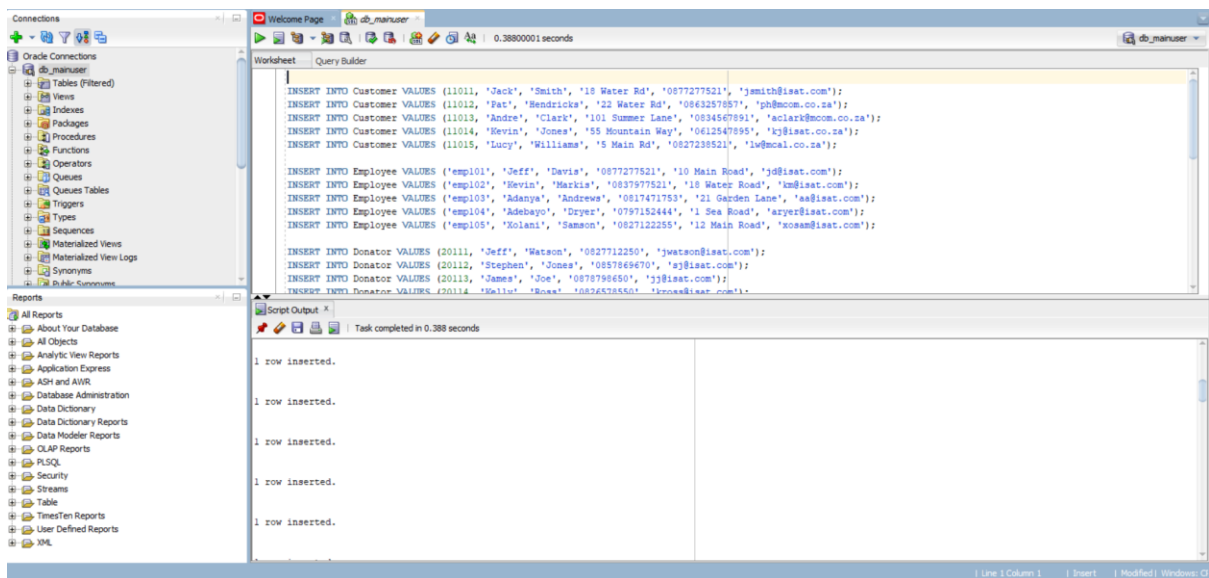 Connections
Oracle Connections
db_mainuser
Tables (Filtered)
Views
Indexes
Packages
Procedures
Functions
Operators
Queues
Queues Tables
Triggers
Types
Sequences
Materialized Views
Materialized View Logs
Synonyms
Public Synonyms
Reports
All Reports
About Your Database
All Objects
Analytic View Reports
Application Express
ASH and AWR
Database Administration
Data Dictionary
Data Dictionary Reports
Data Modeler Reports
OLAP Reports
PLSQL
Security
Streams
Table
TimesTen Reports
User Defined Reports
XML
Welcome Page db_mainuser
0.38800001 seconds
db_mainuser
Worksheet Query Builder
INSERT INTO Customer VALUES (11011, 'Jack', 'Smith', '18 Water Rd', '0877277521', 'jsmith@isat.com');
INSERT INTO Customer VALUES (11012, 'Pat', 'Hendricks', '22 Water Rd', '0863257857', 'ph@mcom.co.za');
INSERT INTO Customer VALUES (11013, 'Andre', 'Clark', '101 Summer Lane', '0834567891', 'aclark@mcom.co.za');
INSERT INTO Customer VALUES (11014, 'Kevin', 'Jones', '55 Mountain Way', '0612547895', 'kj@isat.co.za');
INSERT INTO Customer VALUES (11015, 'Lucy', 'Williams', '5 Main Rd', '0827238521', 'lw@mcal.co.za');
INSERT INTO Employee VALUES ('emp101', 'Jeff', 'Davis', '0877277521', '10 Main Road', 'jd@isat.com');
INSERT INTO Employee VALUES ('emp102', 'Kevin', 'Markis', '0837977521', '18 Water Road', 'km@isat.com');
INSERT INTO Employee VALUES ('emp103', 'Adanya', 'Andrews', '0817471753', '21 Garden Lane', 'aa@isat.com');
INSERT INTO Employee VALUES ('emp104', 'Adebayo', 'Dryer', '0797152444', '1 Sea Road', 'aryer@isat.com');
INSERT INTO Employee VALUES ('emp105', 'Xolani', 'Samson', '0827122255', '12 Main Road', 'xosam@isat.com');
INSERT INTO Donator VALUES (20111, 'Jeff', 'Watson', '0827712250', 'jwatson@isat.com');
INSERT INTO Donator VALUES (20112, 'Stephen', 'Jones', '0857869670', 'sj@isat.com');
INSERT INTO Donator VALUES (20113, 'James', 'Joe', '0878798650', 'jj@isat.com');
INSERT INTO Donator VALUES (20114, 'Kelly', 'Ross', '0826578550', 'kross@isat.com');
Script Output
Task completed in 0.388 seconds
1 row inserted.
1 row inserted.
1 row inserted.
1 row inserted.
1 row inserted.
Line 1 Column 1 | Insert | Modified | Windows: